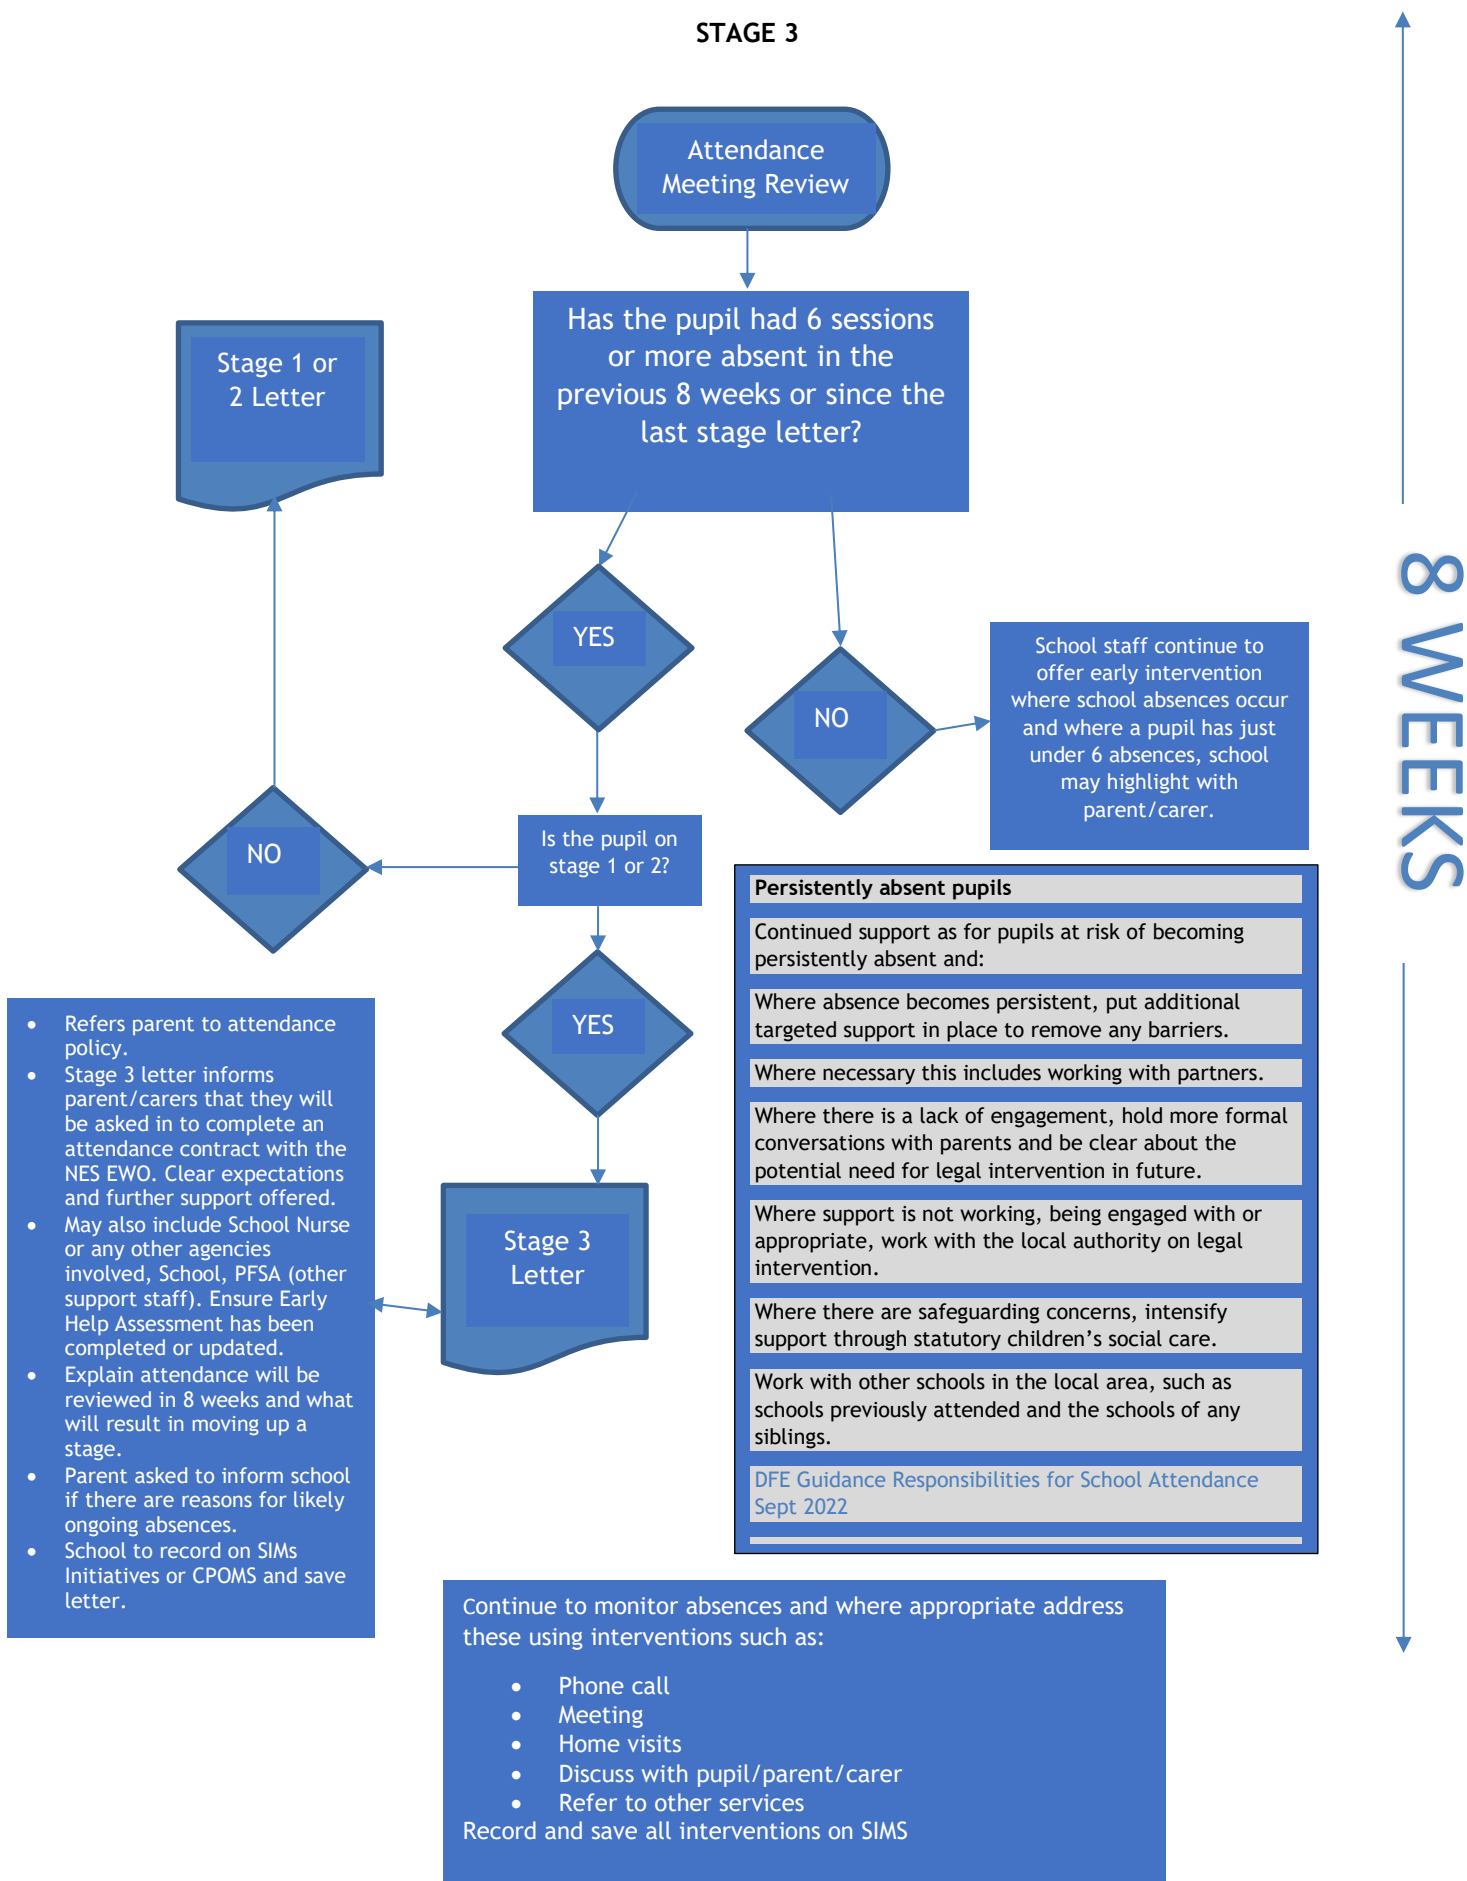 STAGE 3
Attendance
Meeting Review
Has the pupil had 6 sessions
or more absent in the
previous 8 weeks or since the
last stage letter?
Stage 1 or
2 Letter
YES
NO
School staff continue to
offer early intervention
where school absences occur
and where a pupil has just
under 6 absences, school
may highlight with
parent/carer.
8 WEEKS
Is the pupil on
stage 1 or 2?
NO
YES
Stage 3
Letter
• Refers parent to attendance
policy.
• Stage 3 letter informs
parent/carers that they will
be asked in to complete an
attendance contract with the
NES EWO. Clear expectations
and further support offered.
• May also include School Nurse
or any other agencies
involved, School, PFSA (other
support staff). Ensure Early
Help Assessment has been
completed or updated.
• Explain attendance will be
reviewed in 8 weeks and what
will result in moving up a
stage.
• Parent asked to inform school
if there are reasons for likely
ongoing absences.
• School to record on SIMs
Initiatives or CPOMS and save
letter.
Persistently absent pupils
Continued support as for pupils at risk of becoming
persistently absent and:
Where absence becomes persistent, put additional
targeted support in place to remove any barriers.
Where necessary this includes working with partners.
Where there is a lack of engagement, hold more formal
conversations with parents and be clear about the
potential need for legal intervention in future.
Where support is not working, being engaged with or
appropriate, work with the local authority on legal
intervention.
Where there are safeguarding concerns, intensify
support through statutory children’s social care.
Work with other schools in the local area, such as
schools previously attended and the schools of any
siblings.
DFE Guidance Responsibilities for School Attendance
Sept 2022
Continue to monitor absences and where appropriate address
these using interventions such as:
• Phone call
• Meeting
• Home visits
• Discuss with pupil/parent/carer
• Refer to other services
Record and save all interventions on SIMS